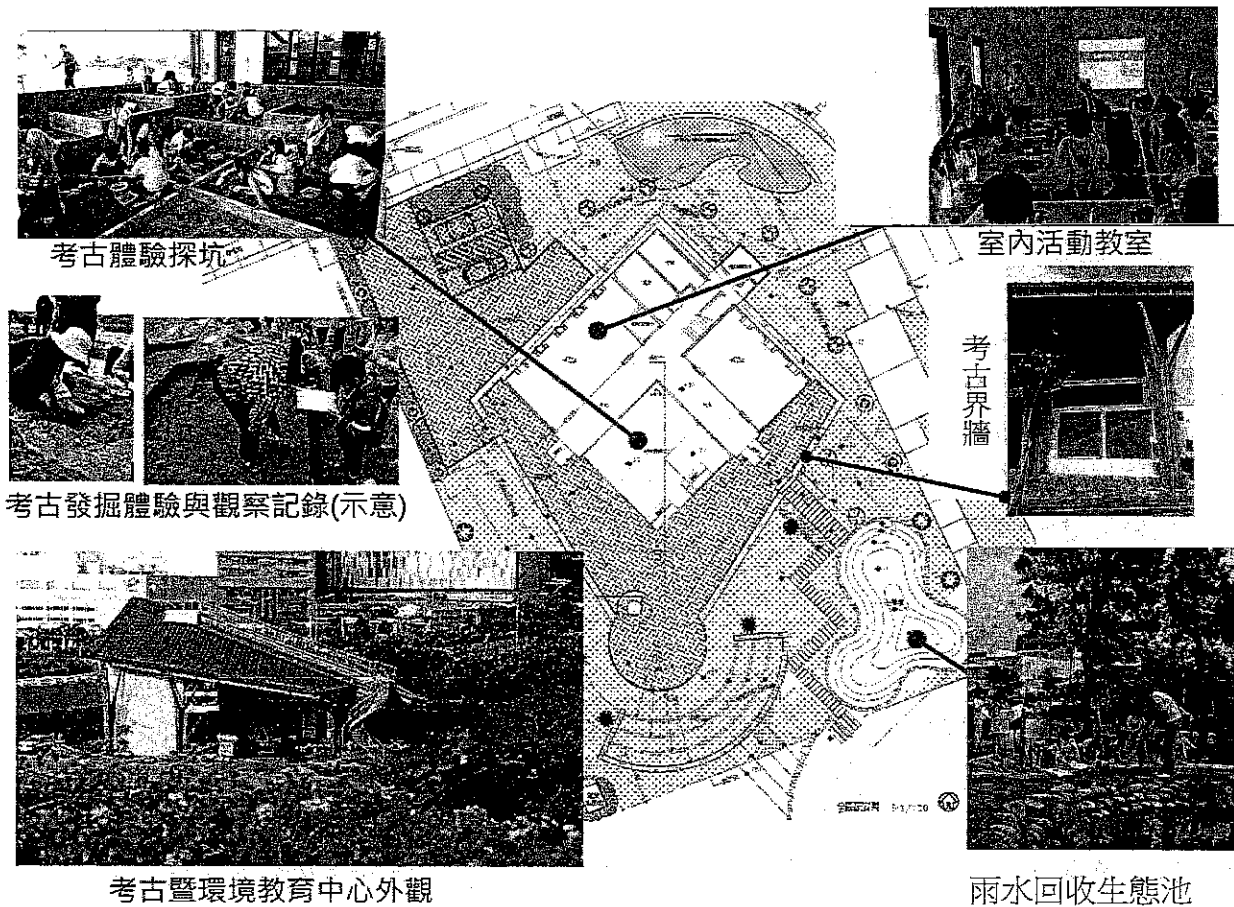 考古體驗探坑
室內活動教室
考古界牆
考古發掘體驗與觀察記錄(示意)
考古暨環境教育中心外觀
雨水回收生態池